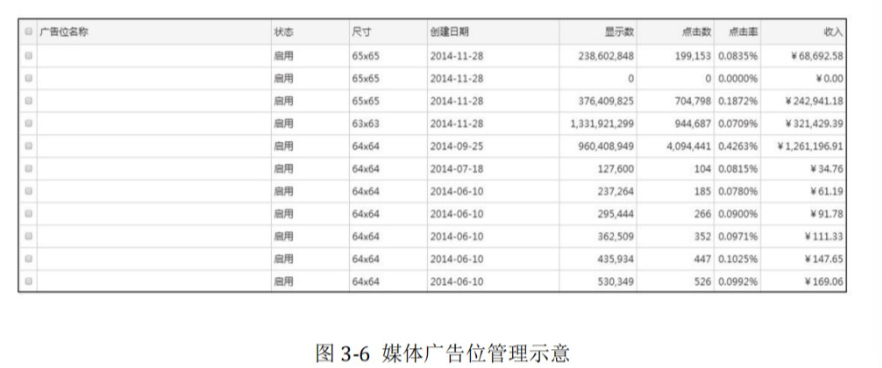 广告位名称 状态 尺寸 创建日期 显示数 点击数 点击率 收入
启用 65x65 2014-11-28 238,602,848 199,153 0.0835% ¥68,692.58
启用 65x65 2014-11-28 0 0 0.0000% ¥0.00
启用 65x65 2014-11-28 376,409,825 704,798 0.1872% ¥242,941.18
启用 63x63 2014-11-28 1,331,921,299 944,687 0.0709% ¥321,429.39
启用 64x64 2014-09-25 960,408,949 4,094,441 0.4263% ¥1,261,196.91
启用 64x64 2014-07-18 127,600 104 0.0815% ¥34.76
启用 64x64 2014-06-10 237,264 185 0.0780% ¥61.19
启用 64x64 2014-06-10 295,444 266 0.0900% ¥91.78
启用 64x64 2014-06-10 362,509 352 0.0971% ¥111.33
启用 64x64 2014-06-10 435,934 447 0.1025% ¥147.65
启用 64x64 2014-06-10 530,349 526 0.0992% ¥169.06
图 3-6 媒体广告位管理示意